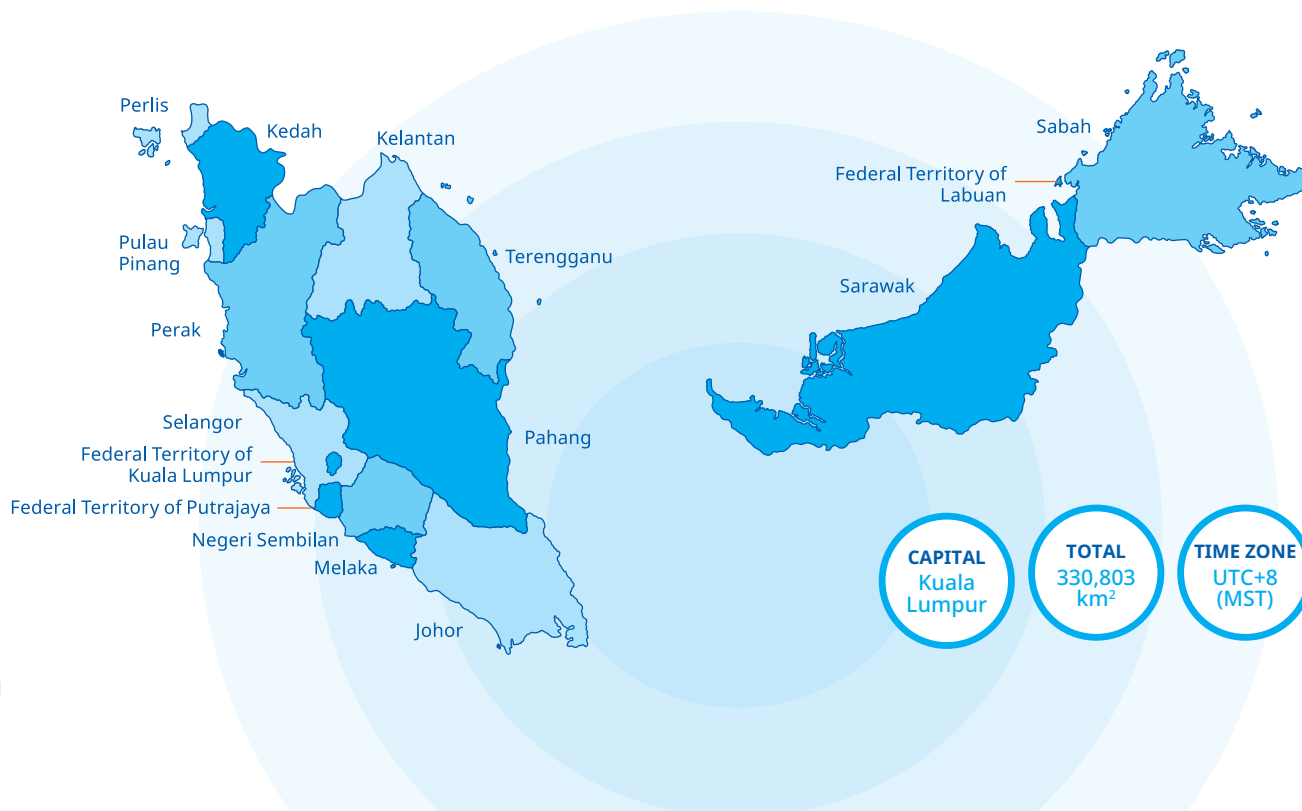 Perlis
Kedah
Kelantan
Pulau
Pinang
Terengganu
Perak
Selangor
Federal Territory of
Kuala Lumpur
Pahang
Federal Territory of Putrajaya
Negeri Sembilan
Melaka
Johor
Sabah
Federal Territory of
Labuan
Sarawak
CAPITAL
Kuala
Lumpur
TOTAL
330,803
km²
TIME ZONE
UTC+8
(MST)